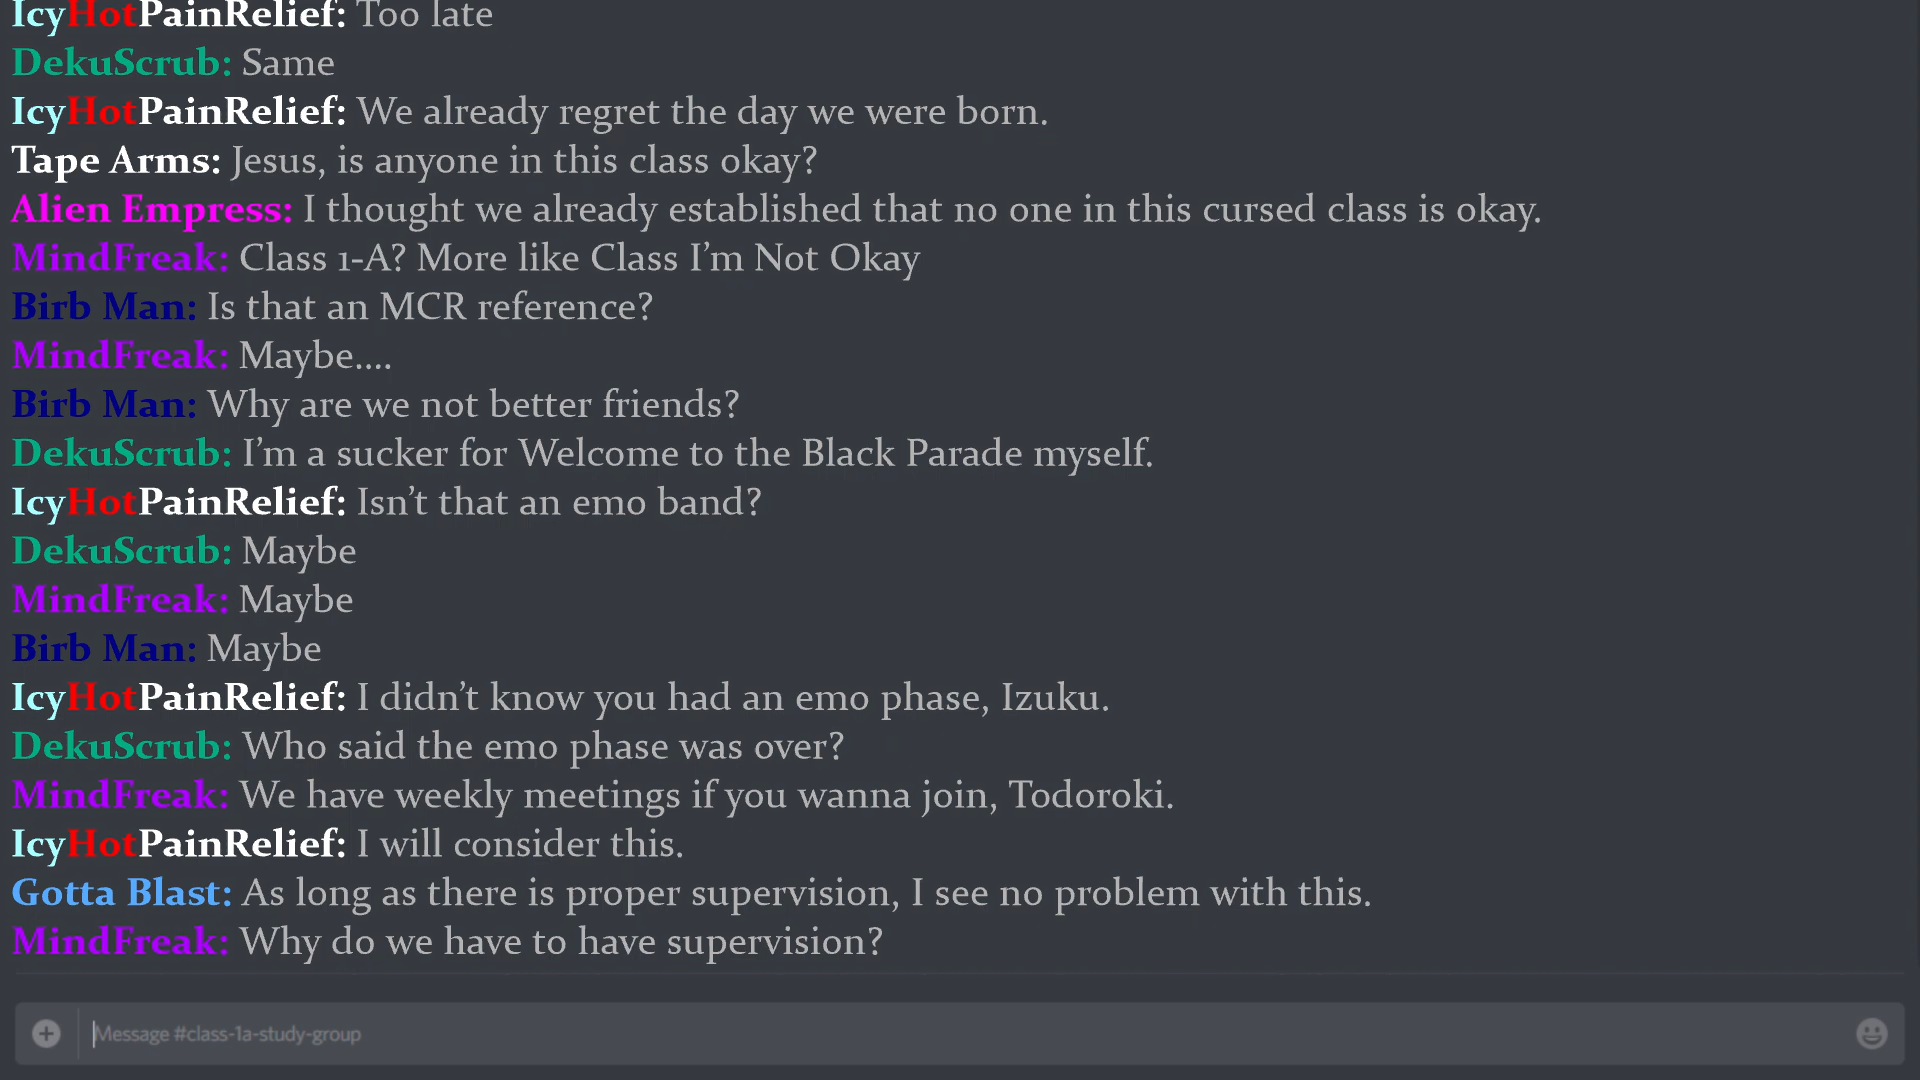 IcyHotPainRelief: Too late
DekuScrub: Same
IcyHotPainRelief: We already regret the day we were born.
Tape Arms: Jesus, is anyone in this class okay?
Alien Empress: I thought we already established that no one in this cursed class is okay.
MindFreak: Class 1-A? More like Class I’m Not Okay
Birb Man: Is that an MCR reference?
MindFreak: Maybe....
Birb Man: Why are we not better friends?
DekuScrub: I’m a sucker for Welcome to the Black Parade myself.
IcyHotPainRelief: Isn’t that an emo band?
DekuScrub: Maybe
MindFreak: Maybe
Birb Man: Maybe
IcyHotPainRelief: I didn’t know you had an emo phase, Izuku.
DekuScrub: Who said the emo phase was over?
MindFreak: We have weekly meetings if you wanna join, Todoroki.
IcyHotPainRelief: I will consider this.
Gotta Blast: As long as there is proper supervision, I see no problem with this.
MindFreak: Why do we have to have supervision?
Message #class-1a-study-group